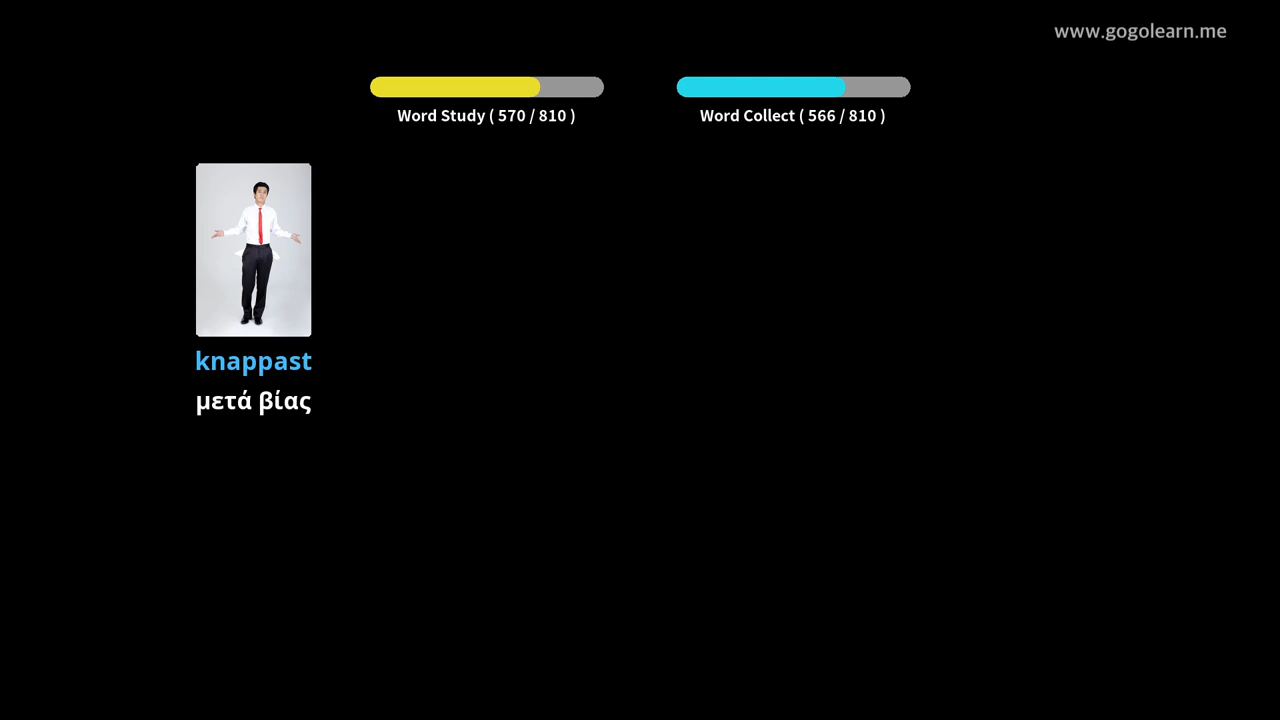 www.gogolearn.me
Word Study ( 570 / 810 )
Word Collect ( 566 / 810 )
knappast
μετά βίας